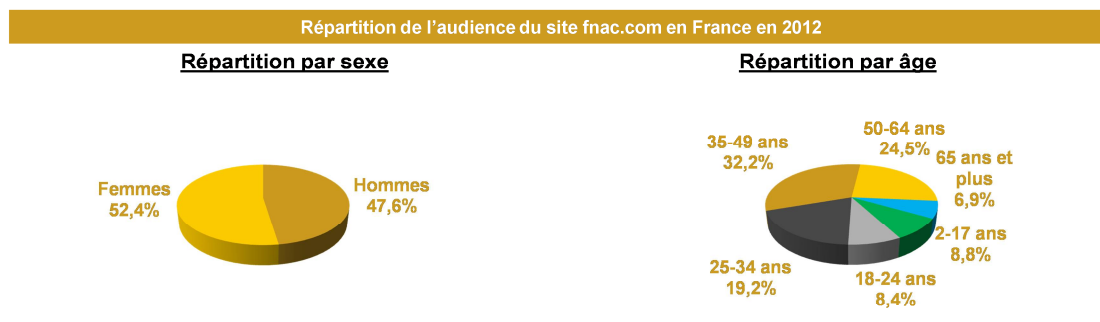 Répartition de l'audience du site fnac.com en France en 2012
Répartition par sexe
Femmes
52,4%
Hommes
47,6%
Répartition par âge
35-49 ans
32,2%
50-64 ans
24,5%
65 ans et
plus
6,9%
2-17 ans
8,8%
18-24 ans
8,4%
25-34 ans
19,2%